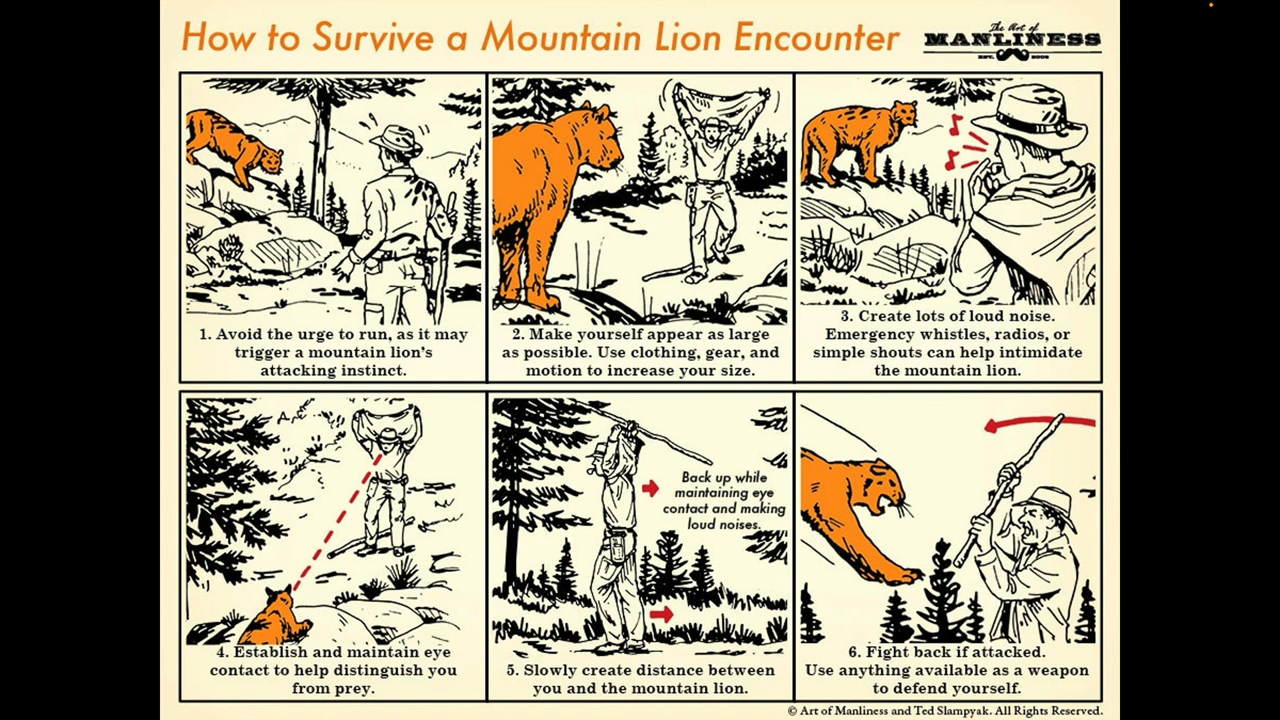 How to Survive a Mountain Lion Encounter
The Art of
MANLINESS
EST. 2008
1. Avoid the urge to run, as it may
trigger a mountain lion's
attacking instinct.
2. Make yourself appear as large
as possible. Use clothing, gear, and
motion to increase your size.
3. Create lots of loud noise.
Emergency whistles, radios, or
simple shouts can help intimidate
the mountain lion.
4. Establish and maintain eye
contact to help distinguish you
from prey.
Back up while
maintaining eye
contact and making
loud noises.
5. Slowly create distance between
you and the mountain lion.
6. Fight back if attacked.
Use anything available as a weapon
to defend yourself.
© Art of Manliness and Ted Slampyak. All Rights Reserved.